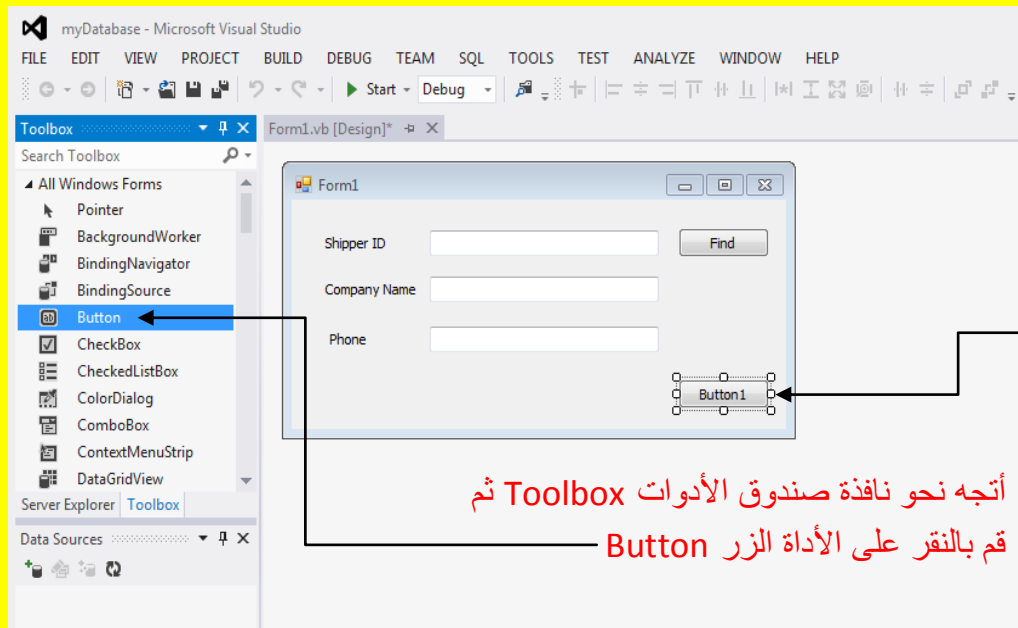 myDatabase - Microsoft Visual Studio
FILE EDIT VIEW PROJECT BUILD DEBUG TEAM SQL TOOLS TEST ANALYZE WINDOW HELP
Start Debug
Toolbox
Form1.vb [Design]*
Search Toolbox
All Windows Forms
Pointer
BackgroundWorker
BindingNavigator
BindingSource
Button
CheckBox
CheckedListBox
ColorDialog
ComboBox
ContextMenuStrip
DataGridView
Server Explorer Toolbox
Data Sources
Form1
Shipper ID
Find
Company Name
Phone
Button1
أتجه نحو نافذة صندوق الأدوات Toolbox ثم
قم بالنقر على الأداة الزر Button